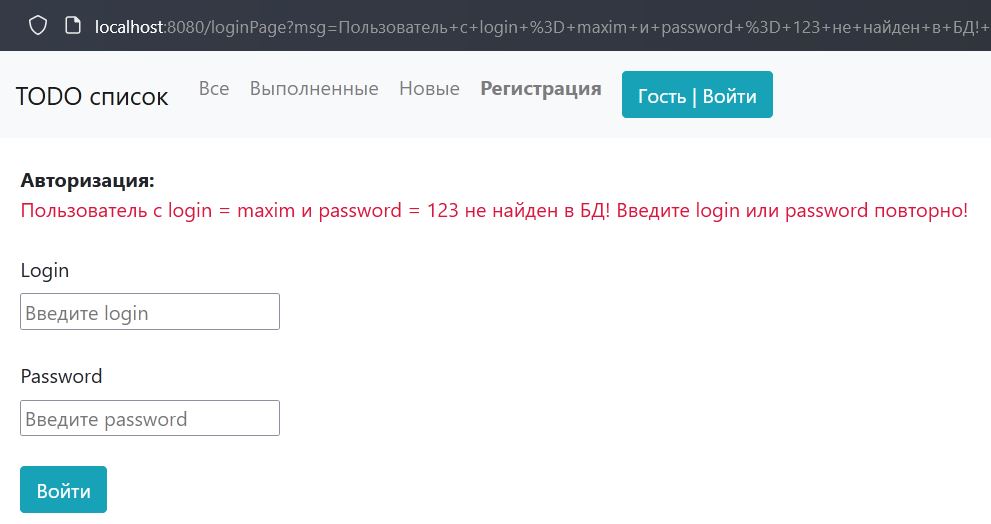 localhost:8080/loginPage?msg=Пользователь+с+login+%3D+maxim+и+password+%3D+123+не+найден+в+БД!+
TODO список Все Выполненные Новые Регистрация Гость | Войти
Авторизация:
Пользователь с login = maxim и password = 123 не найден в БД! Введите login или password повторно!
Login
Введите login
Password
Введите password
Войти